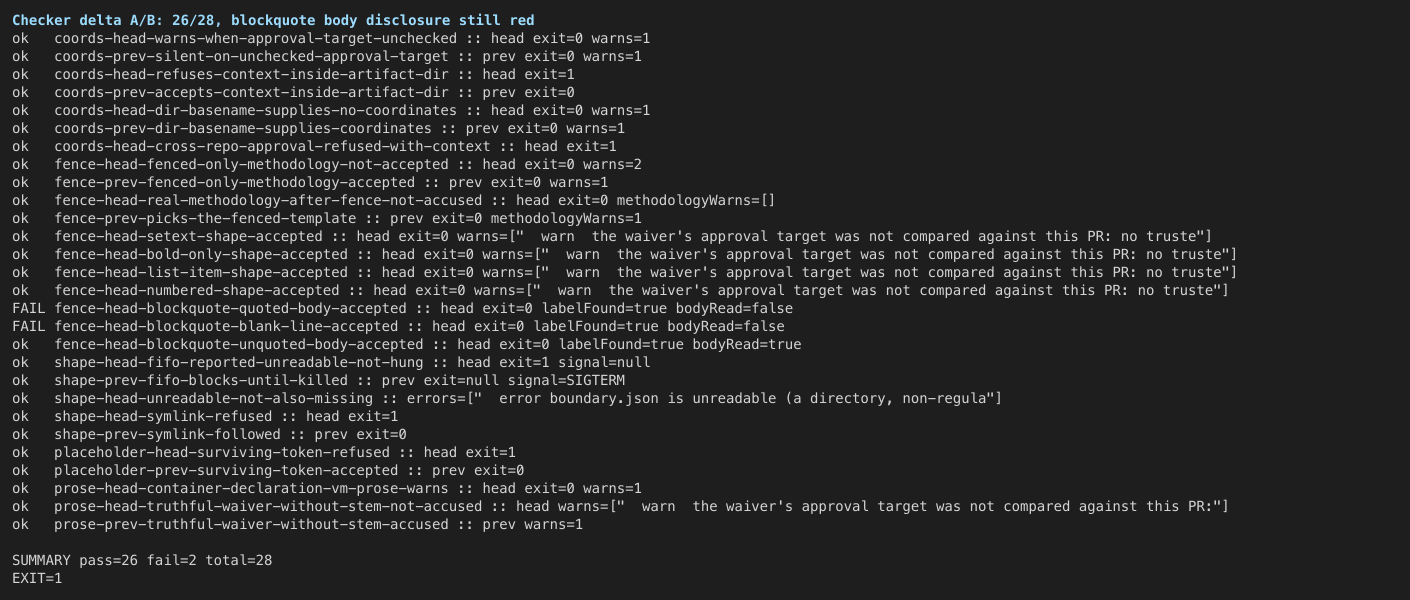 Checker delta A/B: 26/28, blockquote body disclosure still red
ok   coords-head-warns-when-approval-target-unchecked :: head exit=0 warns=1
ok   coords-prev-silent-on-unchecked-approval-target :: prev exit=0 warns=1
ok   coords-head-refuses-context-inside-artifact-dir :: head exit=1
ok   coords-prev-accepts-context-inside-artifact-dir :: prev exit=0
ok   coords-head-dir-basename-supplies-no-coordinates :: head exit=0 warns=1
ok   coords-prev-dir-basename-supplies-coordinates :: prev exit=0 warns=1
ok   coords-head-cross-repo-approval-refused-with-context :: head exit=1
ok   fence-head-fenced-only-methodology-not-accepted :: head exit=0 warns=2
ok   fence-prev-fenced-only-methodology-accepted :: prev exit=0 warns=1
ok   fence-head-real-methodology-after-fence-not-accused :: head exit=0 methodologyWarns=[]
ok   fence-prev-picks-the-fenced-template :: prev exit=0 methodologyWarns=1
ok   fence-head-setext-shape-accepted :: head exit=0 warns=["  warn  the waiver's approval target was not compared against this PR: no truste"]
ok   fence-head-bold-only-shape-accepted :: head exit=0 warns=["  warn  the waiver's approval target was not compared against this PR: no truste"]
ok   fence-head-list-item-shape-accepted :: head exit=0 warns=["  warn  the waiver's approval target was not compared against this PR: no truste"]
ok   fence-head-numbered-shape-accepted :: head exit=0 warns=["  warn  the waiver's approval target was not compared against this PR: no truste"]
FAIL fence-head-blockquote-quoted-body-accepted :: head exit=0 labelFound=true bodyRead=false
FAIL fence-head-blockquote-blank-line-accepted :: head exit=0 labelFound=true bodyRead=false
ok   fence-head-blockquote-unquoted-body-accepted :: head exit=0 labelFound=true bodyRead=true
ok   shape-head-fifo-reported-unreadable-not-hung :: head exit=1 signal=null
ok   shape-prev-fifo-blocks-until-killed :: prev exit=null signal=SIGTERM
ok   shape-head-unreadable-not-also-missing :: errors=["  error boundary.json is unreadable (a directory, non-regula"]
ok   shape-head-symlink-refused :: head exit=1
ok   shape-prev-symlink-followed :: prev exit=0
ok   placeholder-head-surviving-token-refused :: head exit=1
ok   placeholder-prev-surviving-token-accepted :: prev exit=0
ok   prose-head-container-declaration-vm-prose-warns :: head exit=0 warns=1
ok   prose-head-truthful-waiver-without-stem-not-accused :: head warns=["  warn  the waiver's approval target was not compared against this PR:"]
ok   prose-prev-truthful-waiver-without-stem-accused :: prev warns=1

SUMMARY pass=26 fail=2 total=28
EXIT=1